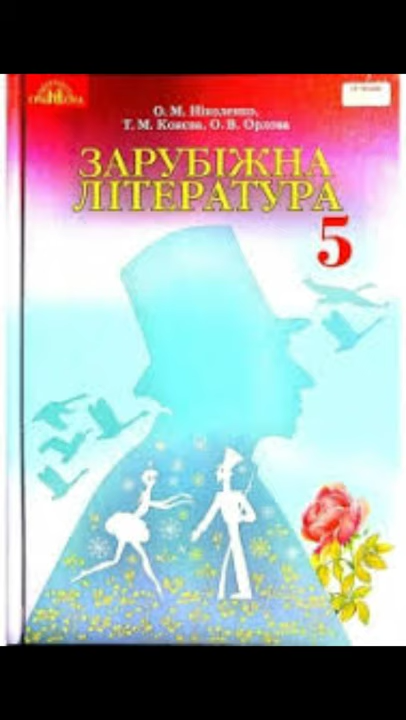 О. М. Ніколенко,
Т. М. Конєва, О. В. Орлова
ЗАРУБІЖНА
ЛІТЕРАТУРА
5